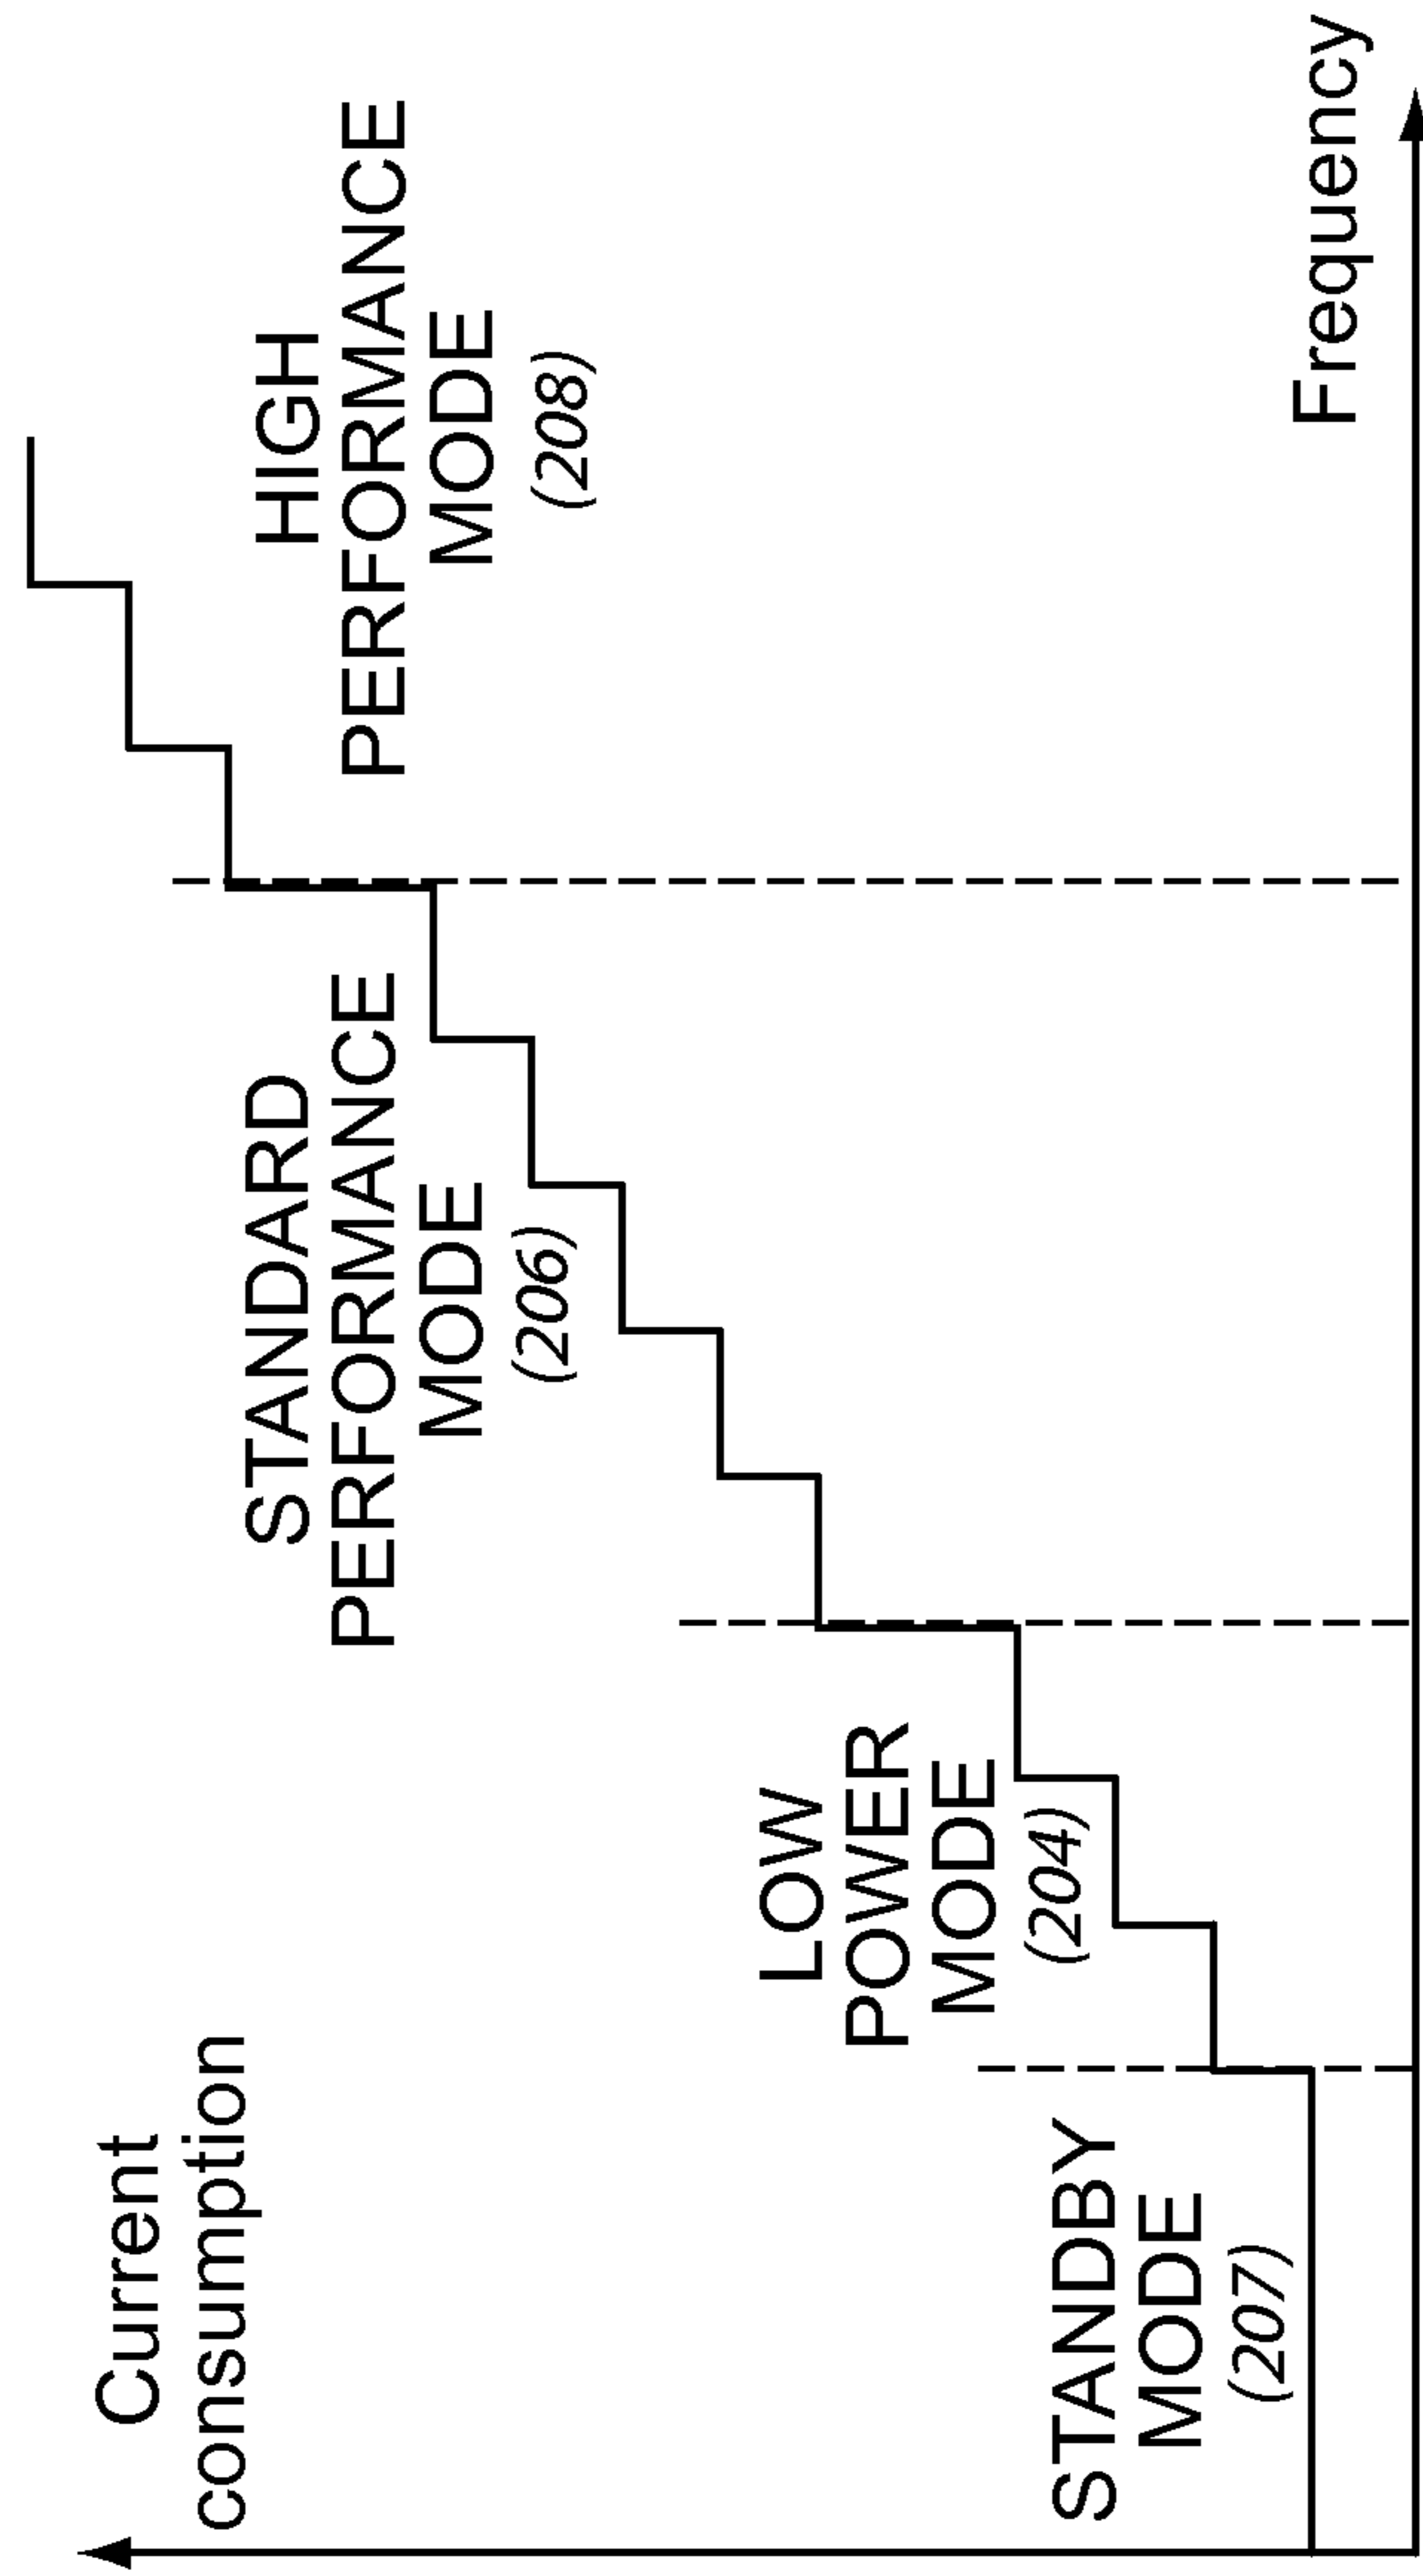 Current
consumption
STANDBY
MODE
(207)
LOW
POWER
MODE
(204)
STANDARD
PERFORMANCE
MODE
(206)
HIGH
PERFORMANCE
MODE
(208)
Frequency